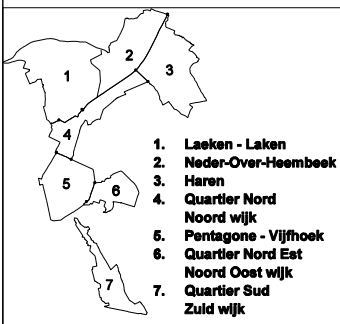 1
2
3
4
5
6
7
1. Laeken - Laken
2. Neder-Over-Heembeek
3. Haren
4. Quartier Nord
Noord wijk
5. Pentagone - Vijfhoek
6. Quartier Nord Est
Noord Oost wijk
7. Quartier Sud
Zuid wijk